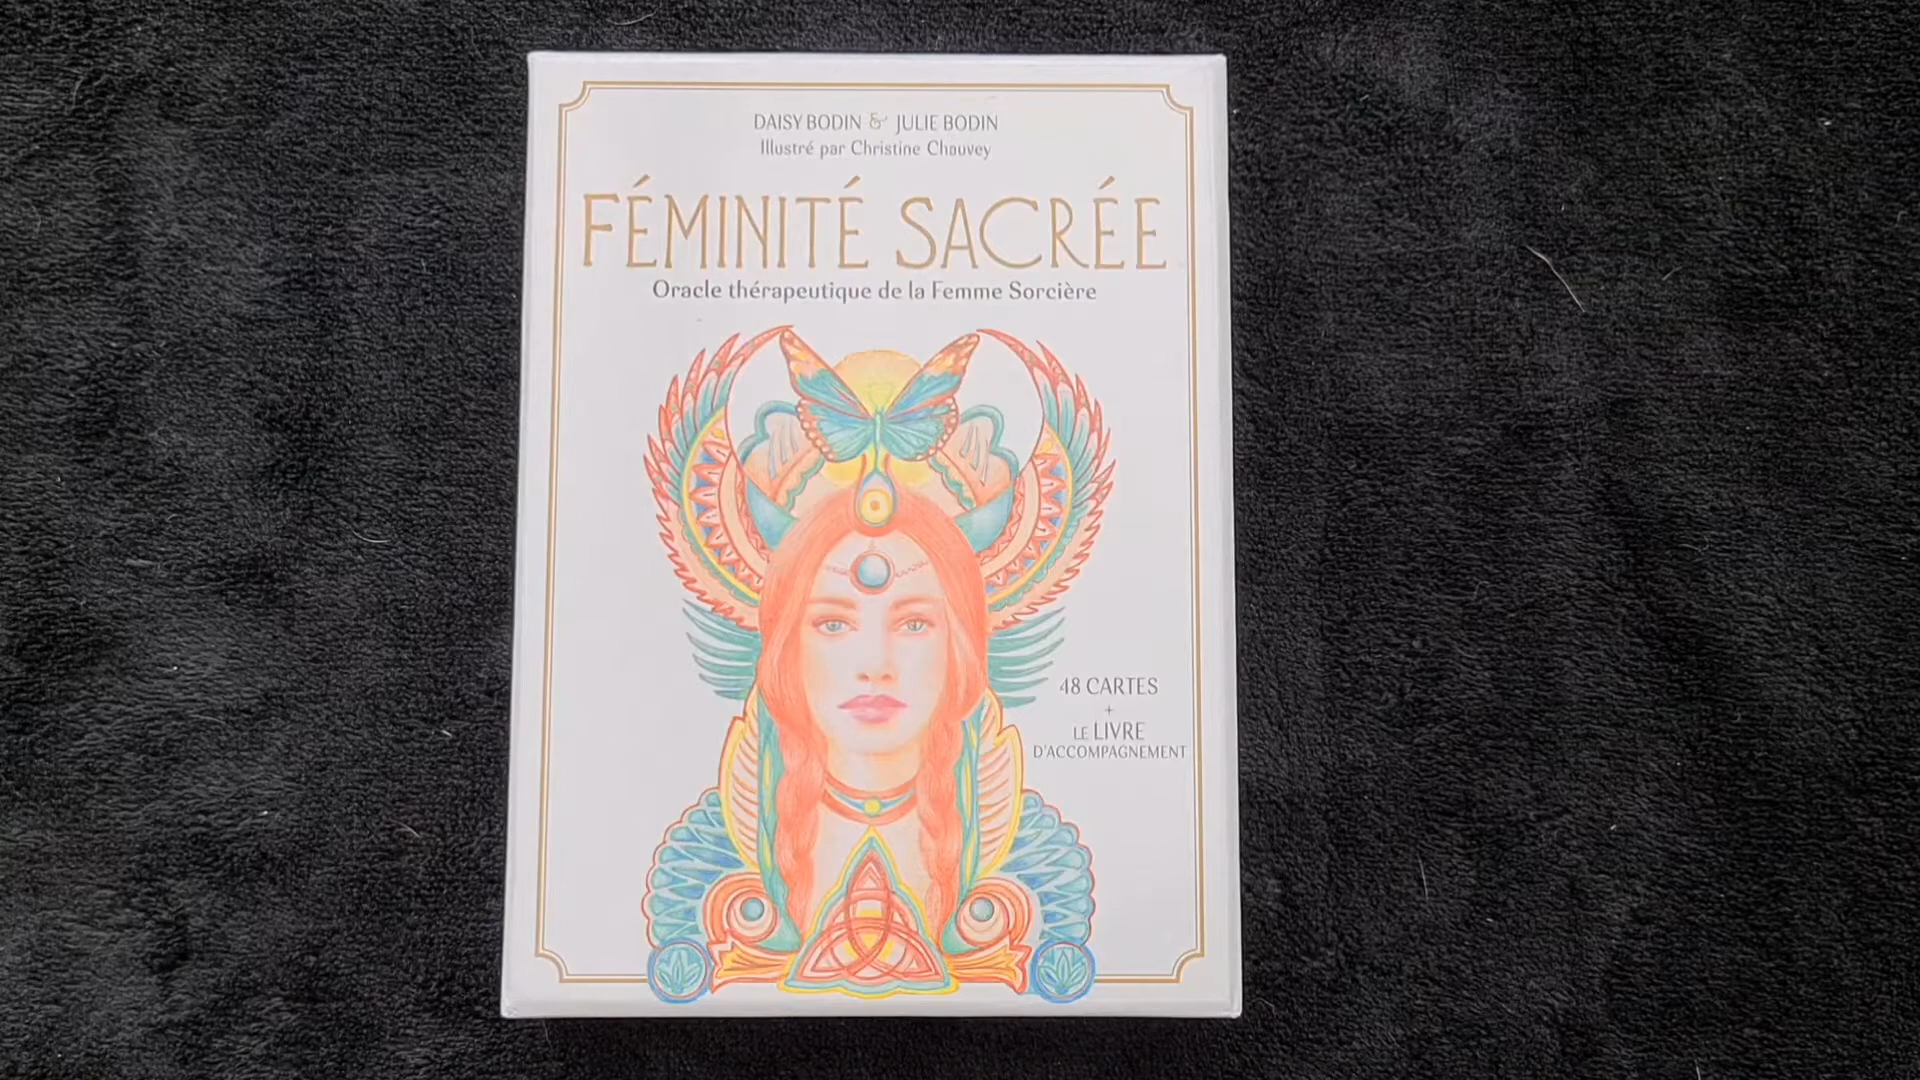 DAISY BODIN & JULIE BODIN
Illustré par Christine Chauvey
FÉMINITÉ SACRÉE
Oracle thérapeutique de la Femme Sorcière
48 CARTES
+
LE LIVRE
D'ACCOMPAGNEMENT